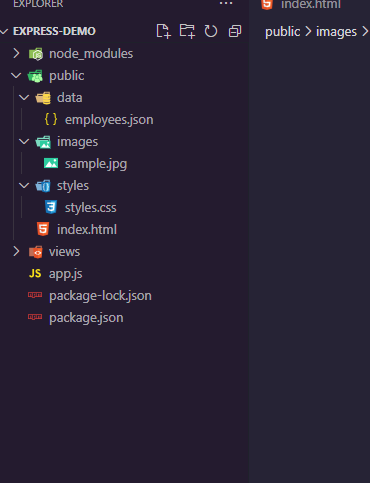 EXPLORER
index.html
EXPRESS-DEMO
public > images >
node_modules
public
data
{ } employees.json
images
sample.jpg
styles
styles.css
index.html
views
JS app.js
package-lock.json
package.json